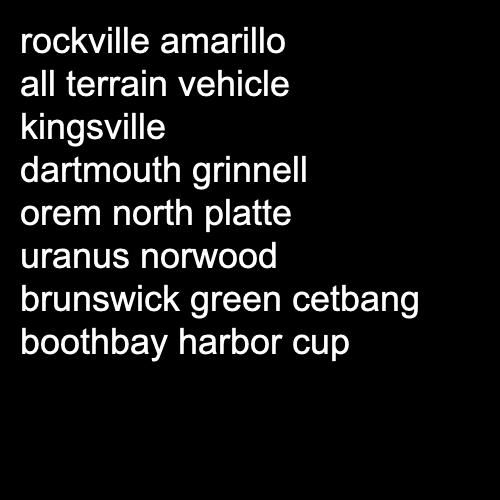 rockville amarillo
all terrain vehicle
kingsville
dartmouth grinnell
orem north platte
uranus norwood
brunswick green cetbang
boothbay harbor cup